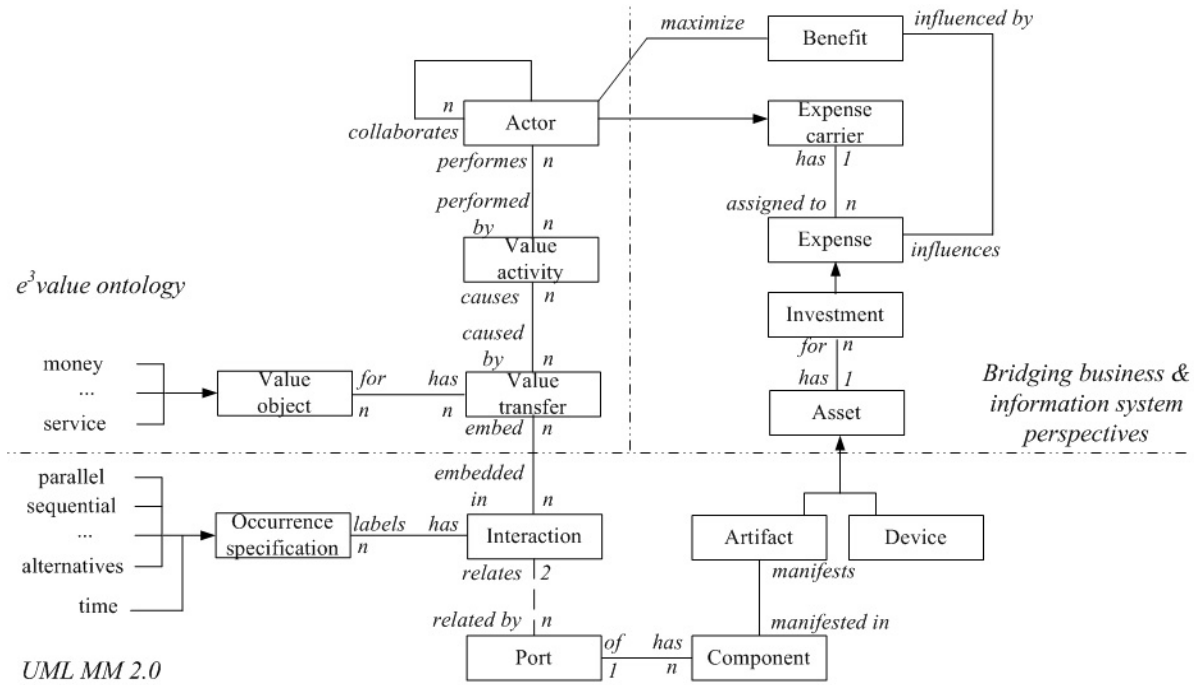 maximize
Benefit
influenced by
n
collaborates
Actor
Expense
carrier
performes n
has 1
performed
by n
assigned to n
Value
activity
Expense
influences
e3value ontology
causes n
Investment
caused
by n
for n
has 1
money
...
service
Value
object
for
n
has
n
Value
transfer
Asset
Bridging business &
information system
perspectives
embed n
embedded
in n
parallel
sequential
...
alternatives
time
Occurrence
specification
labels
n
has
Interaction
Artifact
Device
relates 2
manifests
related by n
manifested in
Port
of
1
has
n
Component
UML MM 2.0